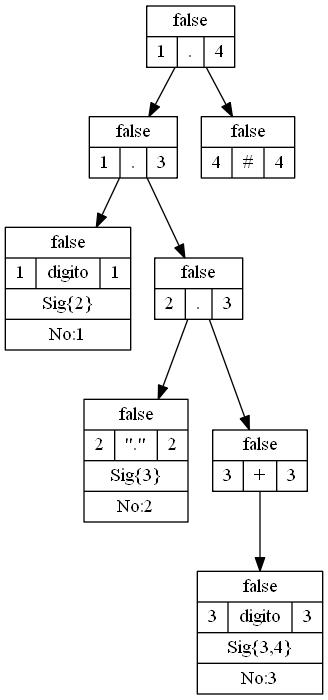 false
1 . 4
false
1 . 3
false
4 # 4
false
1 digito 1
Sig{2}
No:1
false
2 . 3
false
2 "." 2
Sig{3}
No:2
false
3 + 3
false
3 digito 3
Sig{3,4}
No:3